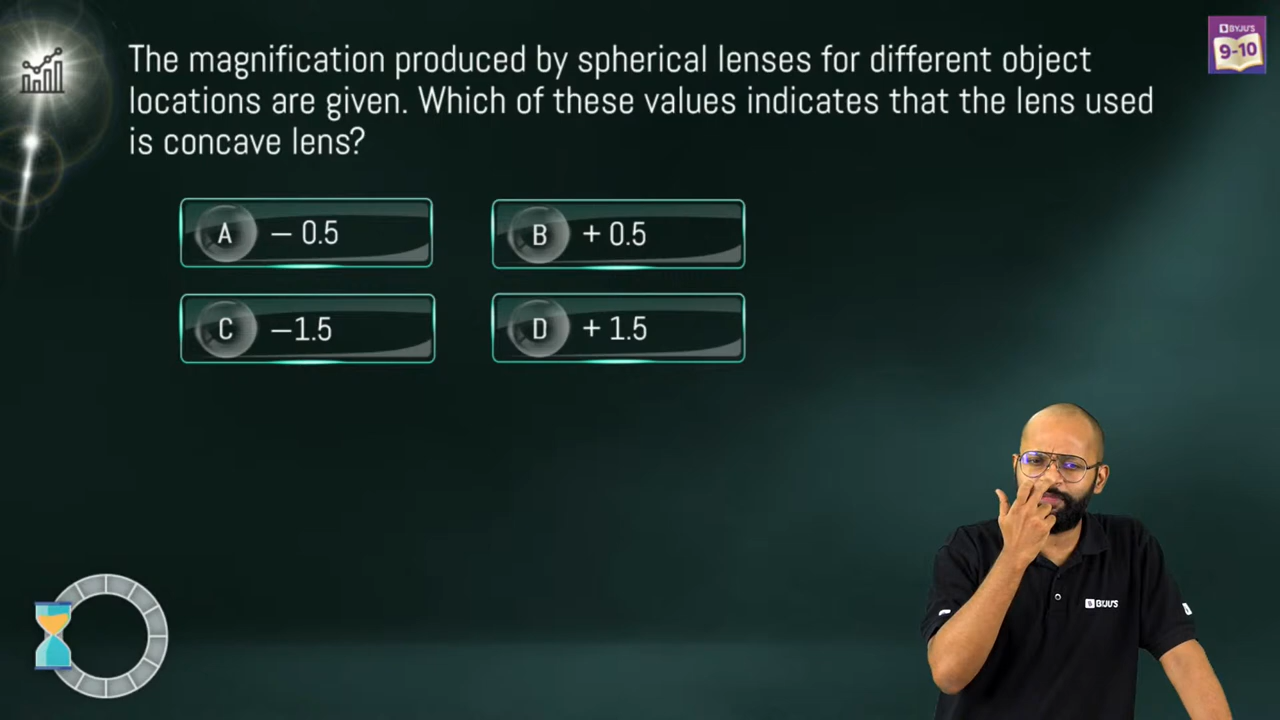 The magnification produced by spherical lenses for different object
locations are given. Which of these values indicates that the lens used
is concave lens?
A – 0.5
B + 0.5
C –1.5
D + 1.5
BYJU'S
9-10
BYJU'S